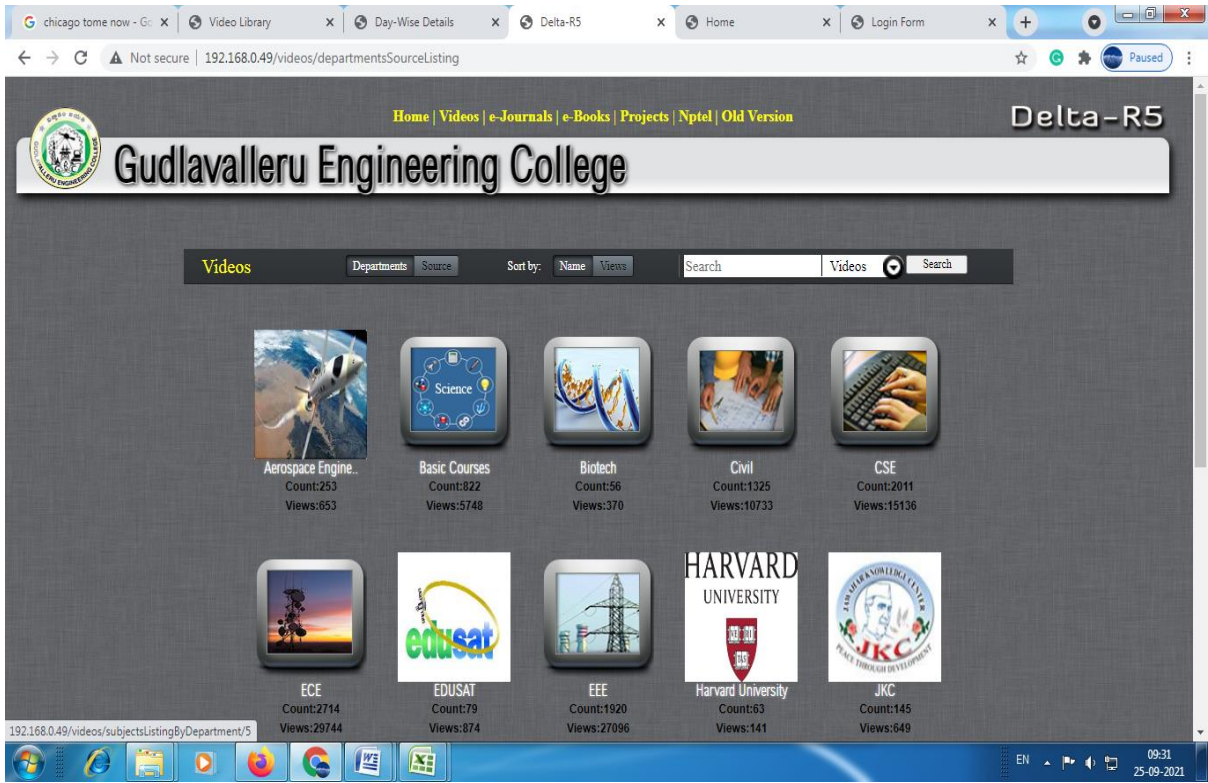 chicago tome now - Go
Video Library
Day-Wise Details
Delta-R5
Home
Login Form
Not secure | 192.168.0.49/videos/departmentsSourceListing
Paused
Home | Videos | e-Journals | e-Books | Projects | Nptel | Old Version
Delta-R5
Gudlavalleru Engineering College
Videos
Departments Source
Sort by: Name Views
Search
Videos
Search
Science
Aerospace Engine..
Count:253
Views:653
Basic Courses
Count:822
Views:5748
Biotech
Count:56
Views:370
Civil
Count:1325
Views:10733
CSE
Count:2011
Views:15136
ECE
Count:2714
Views:29744
edusat
EDUSAT
Count:79
Views:874
EEE
Count:1920
Views:27096
HARVARD
UNIVERSITY
Harvard University
Count:63
Views:141
JAWAHAR KNOWLEDGE CENTER
JKC
PEACE THROUGH DEVELOPMENT
JKC
Count:145
Views:649
192.168.0.49/videos/subjectsListingByDepartment/5
EN
09:31
25-09-2021